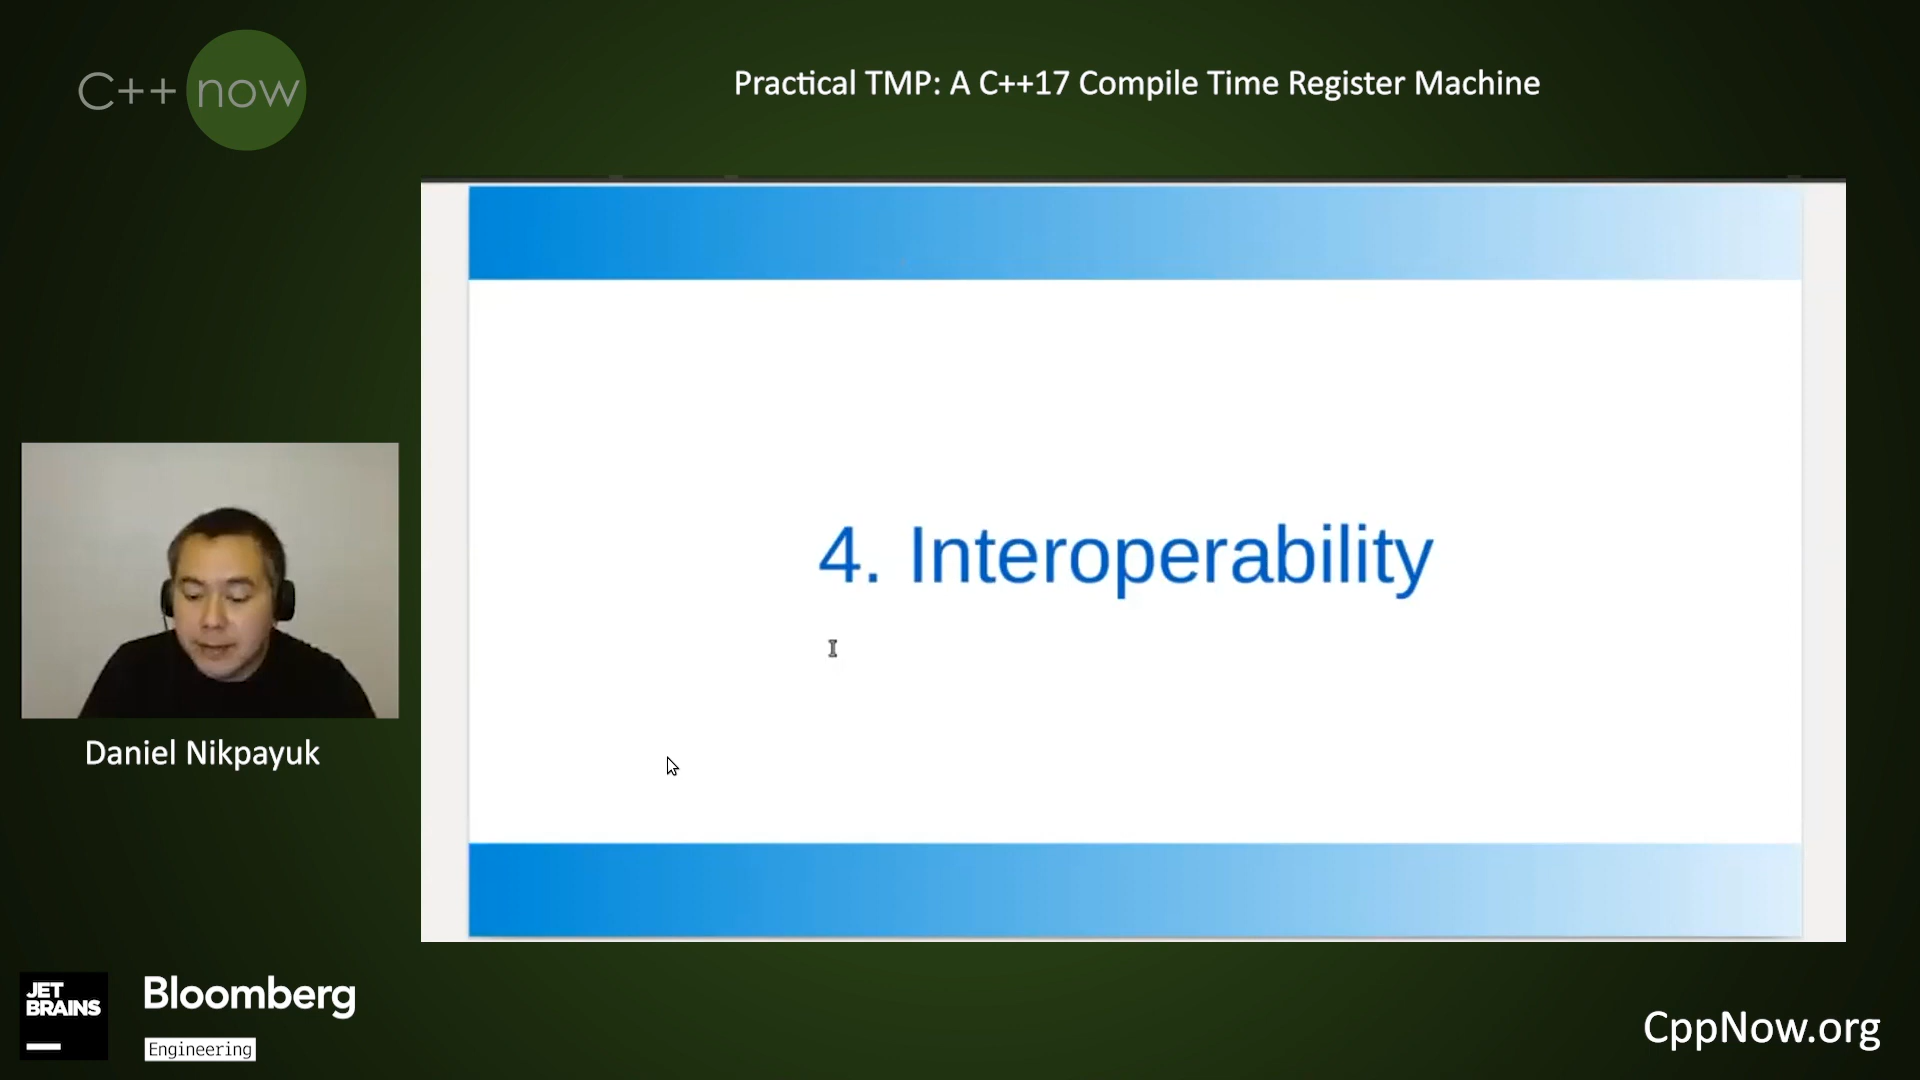 C++ now
Practical TMP: A C++17 Compile Time Register Machine
4. Interoperability
Daniel Nikpayuk
JET
BRAINS
Bloomberg
Engineering
CppNow.org